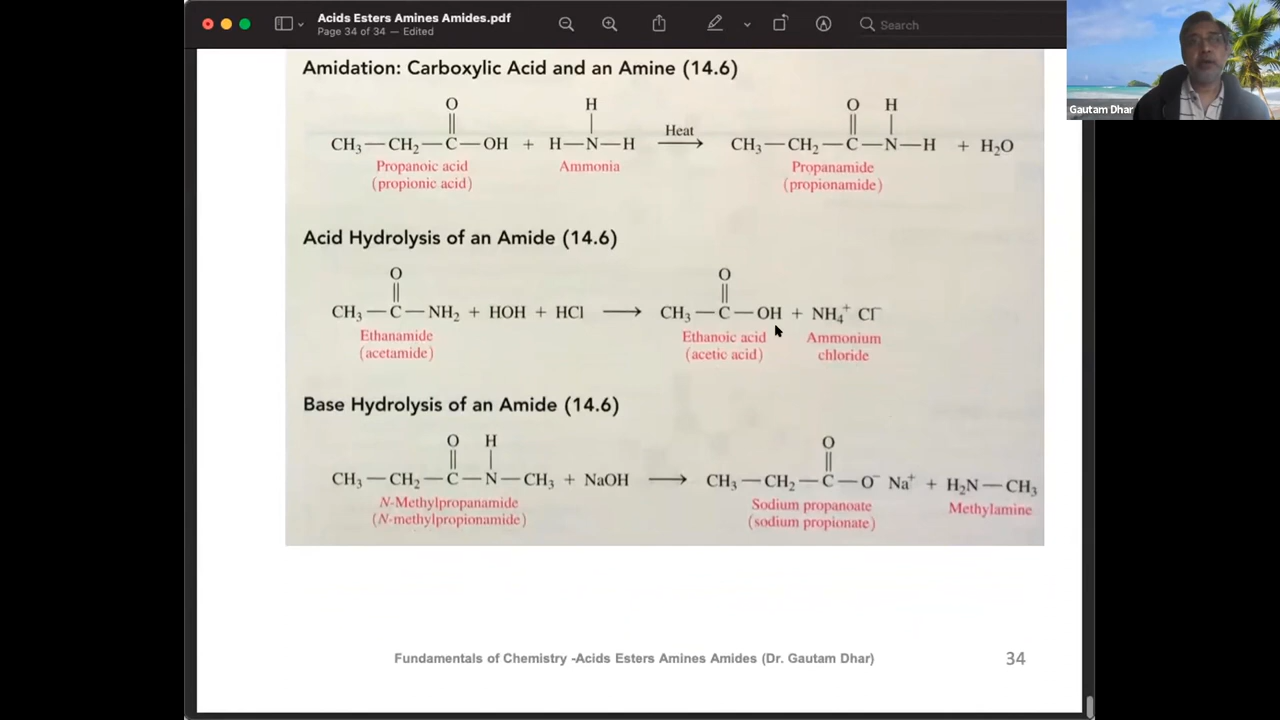 Acids Esters Amines Amides.pdf
Page 34 of 34 — Edited
Search
Gautam Dhar
Amidation: Carboxylic Acid and an Amine (14.6)
O H O H
|| | || |
CH₃—CH₂—C—OH + H—N—H Heat ⟶ CH₃—CH₂—C—N—H + H₂O
Propanoic acid Ammonia Propanamide
(propionic acid) (propionamide)
Acid Hydrolysis of an Amide (14.6)
O O
|| ||
CH₃—C—NH₂ + HOH + HCl ⟶ CH₃—C—OH + NH₄⁺ Cl⁻
Ethanamide Ethanoic acid Ammonium
(acetamide) (acetic acid) chloride
Base Hydrolysis of an Amide (14.6)
O H O
|| | ||
CH₃—CH₂—C—N—CH₃ + NaOH ⟶ CH₃—CH₂—C—O⁻ Na⁺ + H₂N—CH₃
N-Methylpropanamide Sodium propanoate Methylamine
(N-methylpropionamide) (sodium propionate)
Fundamentals of Chemistry -Acids Esters Amines Amides (Dr. Gautam Dhar) 34